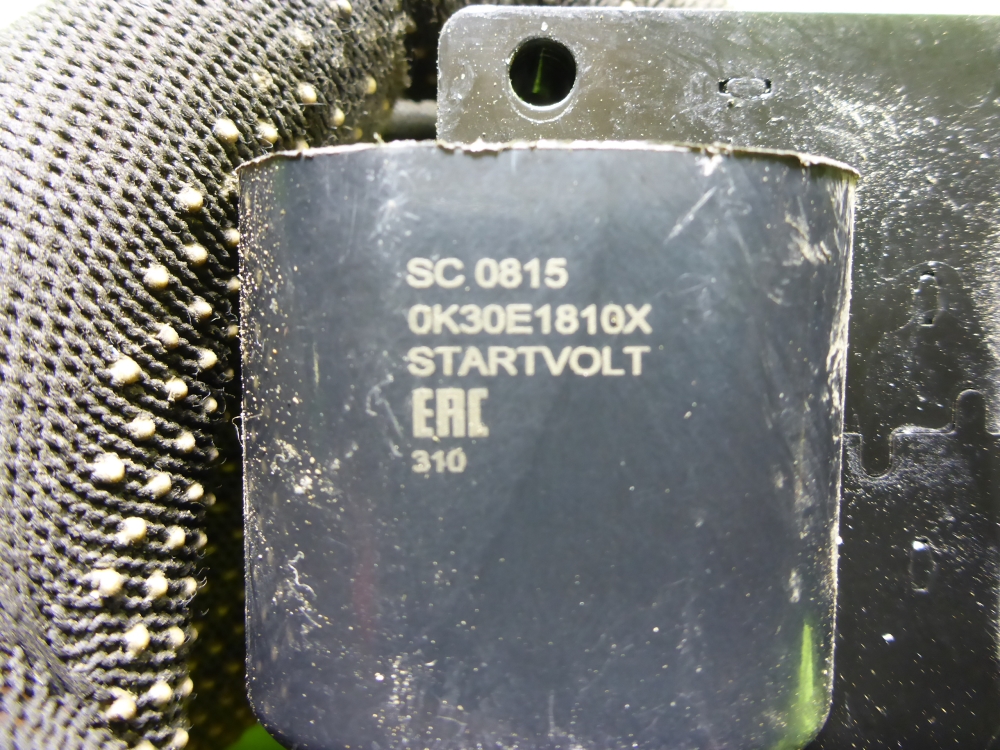 SC 0815
0K30E1810X
STARTVOLT
EAC
310